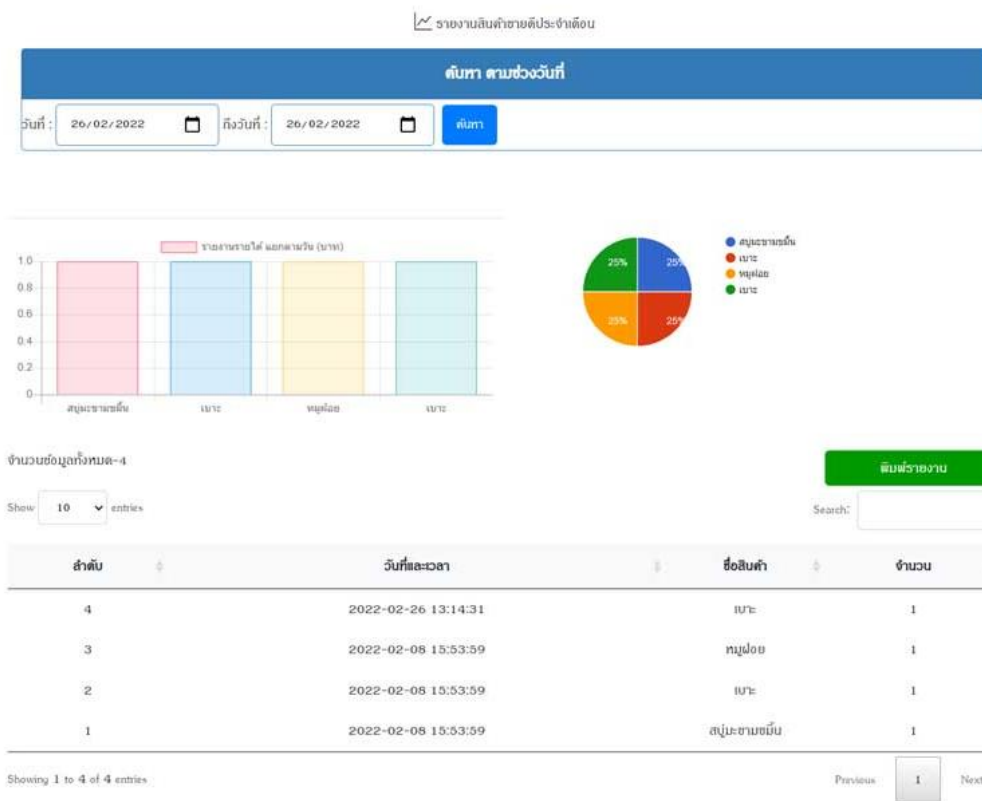 รายงานสินค้าขายดีประจำเดือน
ค้นหา ตามช่วงวันที่
วันที่ : 26/02/2022 ถึงวันที่ : 26/02/2022 ค้นหา
รายงานรายได้ แยกตามวัน (บาท)
1.0
0.8
0.6
0.4
0.2
0
สบู่มะขามขมิ้น เบาะ หมูฝอย เบาะ
25% 25%
25% 25%
สบู่มะขามขมิ้น
เบาะ
หมูฝอย
เบาะ
จำนวนข้อมูลทั้งหมด-4
พิมพ์รายงาน
Show 10 entries
Search:
ลำดับ วันที่และเวลา ชื่อสินค้า จำนวน
4 2022-02-26 13:14:31 เบาะ 1
3 2022-02-08 15:53:59 หมูฝอย 1
2 2022-02-08 15:53:59 เบาะ 1
1 2022-02-08 15:53:59 สบู่มะขามขมิ้น 1
Showing 1 to 4 of 4 entries
Previous 1 Next